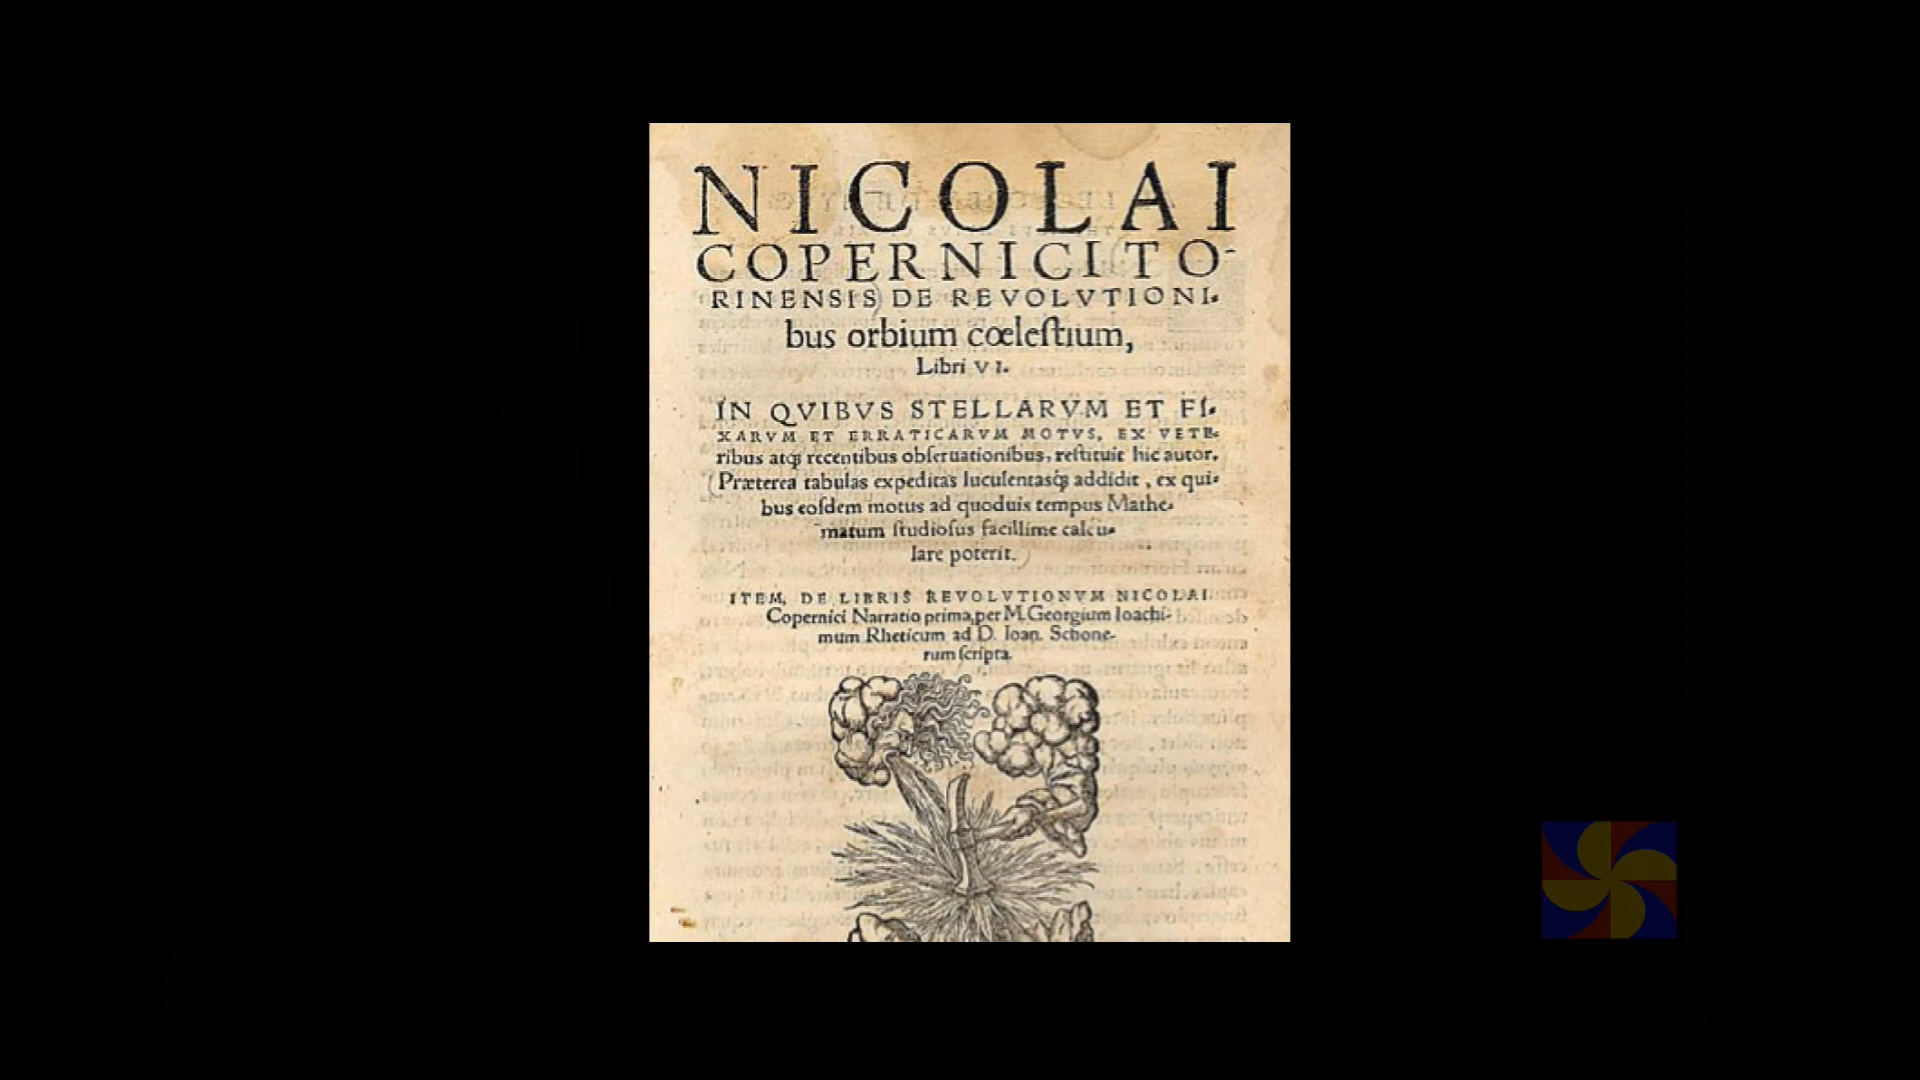 NICOLAI
COPERNICI TO-
RINENSIS DE REVOLVTIONI-
bus orbium cœleſtium,
Libri VI.
IN QVIBVS STELLARVM ET FI-
XARVM ET ERRATICARVM MOTVS, EX VETE-
ribus atqꝫ recentibus obſeruationibus, reſtituit hic autor.
Præterea tabulas expeditas luculentasqꝫ addidit, ex qui-
bus eoſdem motus ad quoduis tempus Mathe-
matum ſtudioſus facillime calcu-
lare poterit.
ITEM, DE LIBRIS REVOLVTIONVM NICOLAI
Copernici Narratio prima, per M. Georgium Ioachi-
mum Rheticum ad D. Ioan. Schone-
rum ſcripta.